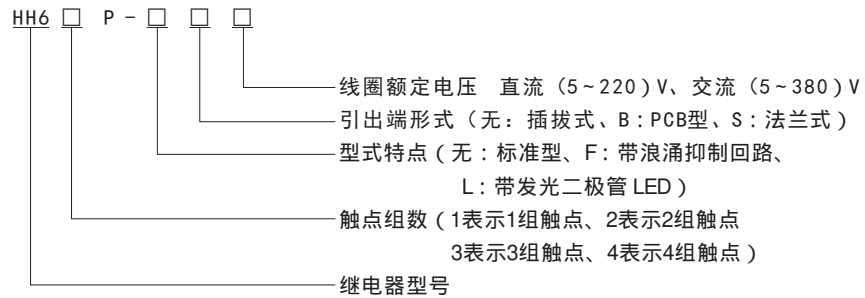 HH6 □ P - □ □ □
线圈额定电压 直流（5~220）V、交流（5~380）V
引出端形式（无：插拔式、B：PCB型、S：法兰式）
型式特点（无：标准型、F：带浪涌抑制回路、
L：带发光二极管LED）
触点组数（1表示1组触点、2表示2组触点
3表示3组触点、4表示4组触点）
继电器型号